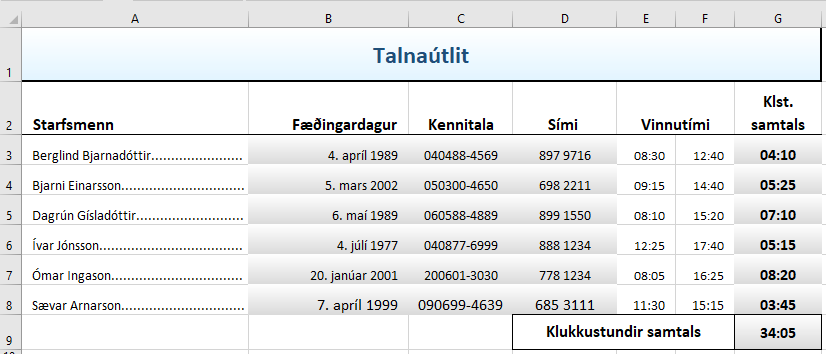 A B C D E F G
1 Talnaútlit
2 Starfsmenn Fæðingardagur Kennitala Sími Vinnutími Klst. samtals
3 Berglind Bjarnadóttir 4. apríl 1989 040488-4569 897 9716 08:30 12:40 04:10
4 Bjarni Einarsson 5. mars 2002 050300-4650 698 2211 09:15 14:40 05:25
5 Dagrún Gísladóttir 6. maí 1989 060588-4889 899 1550 08:10 15:20 07:10
6 Ívar Jónsson 4. júlí 1977 040877-6999 888 1234 12:25 17:40 05:15
7 Ómar Ingason 20. janúar 2001 200601-3030 778 1234 08:05 16:25 08:20
8 Sævar Arnarson 7. apríl 1999 090699-4639 685 3111 11:30 15:15 03:45
9 Klukkustundir samtals 34:05